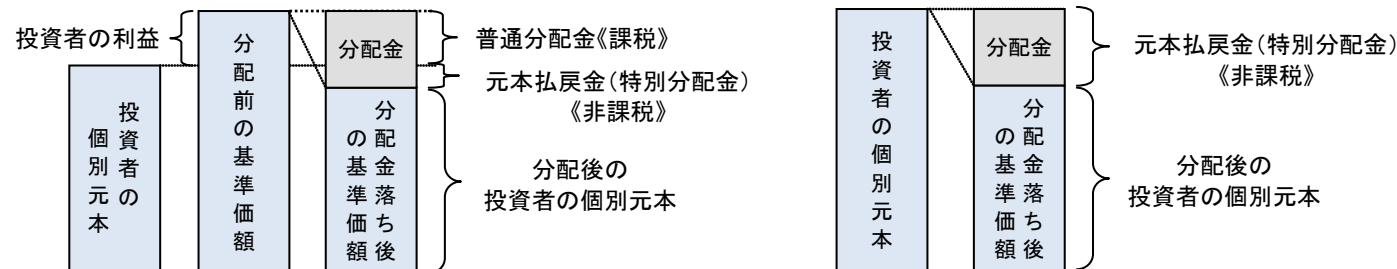 投資者の利益
投資者の
個別元本
分配前の基準価額
分配金
分配金落ち後
の基準価額
普通分配金《課税》
元本払戻金(特別分配金)
《非課税》
分配後の
投資者の個別元本
投資者の個別元本
分配金
分配金落ち後
の基準価額
元本払戻金(特別分配金)
《非課税》
分配後の
投資者の個別元本